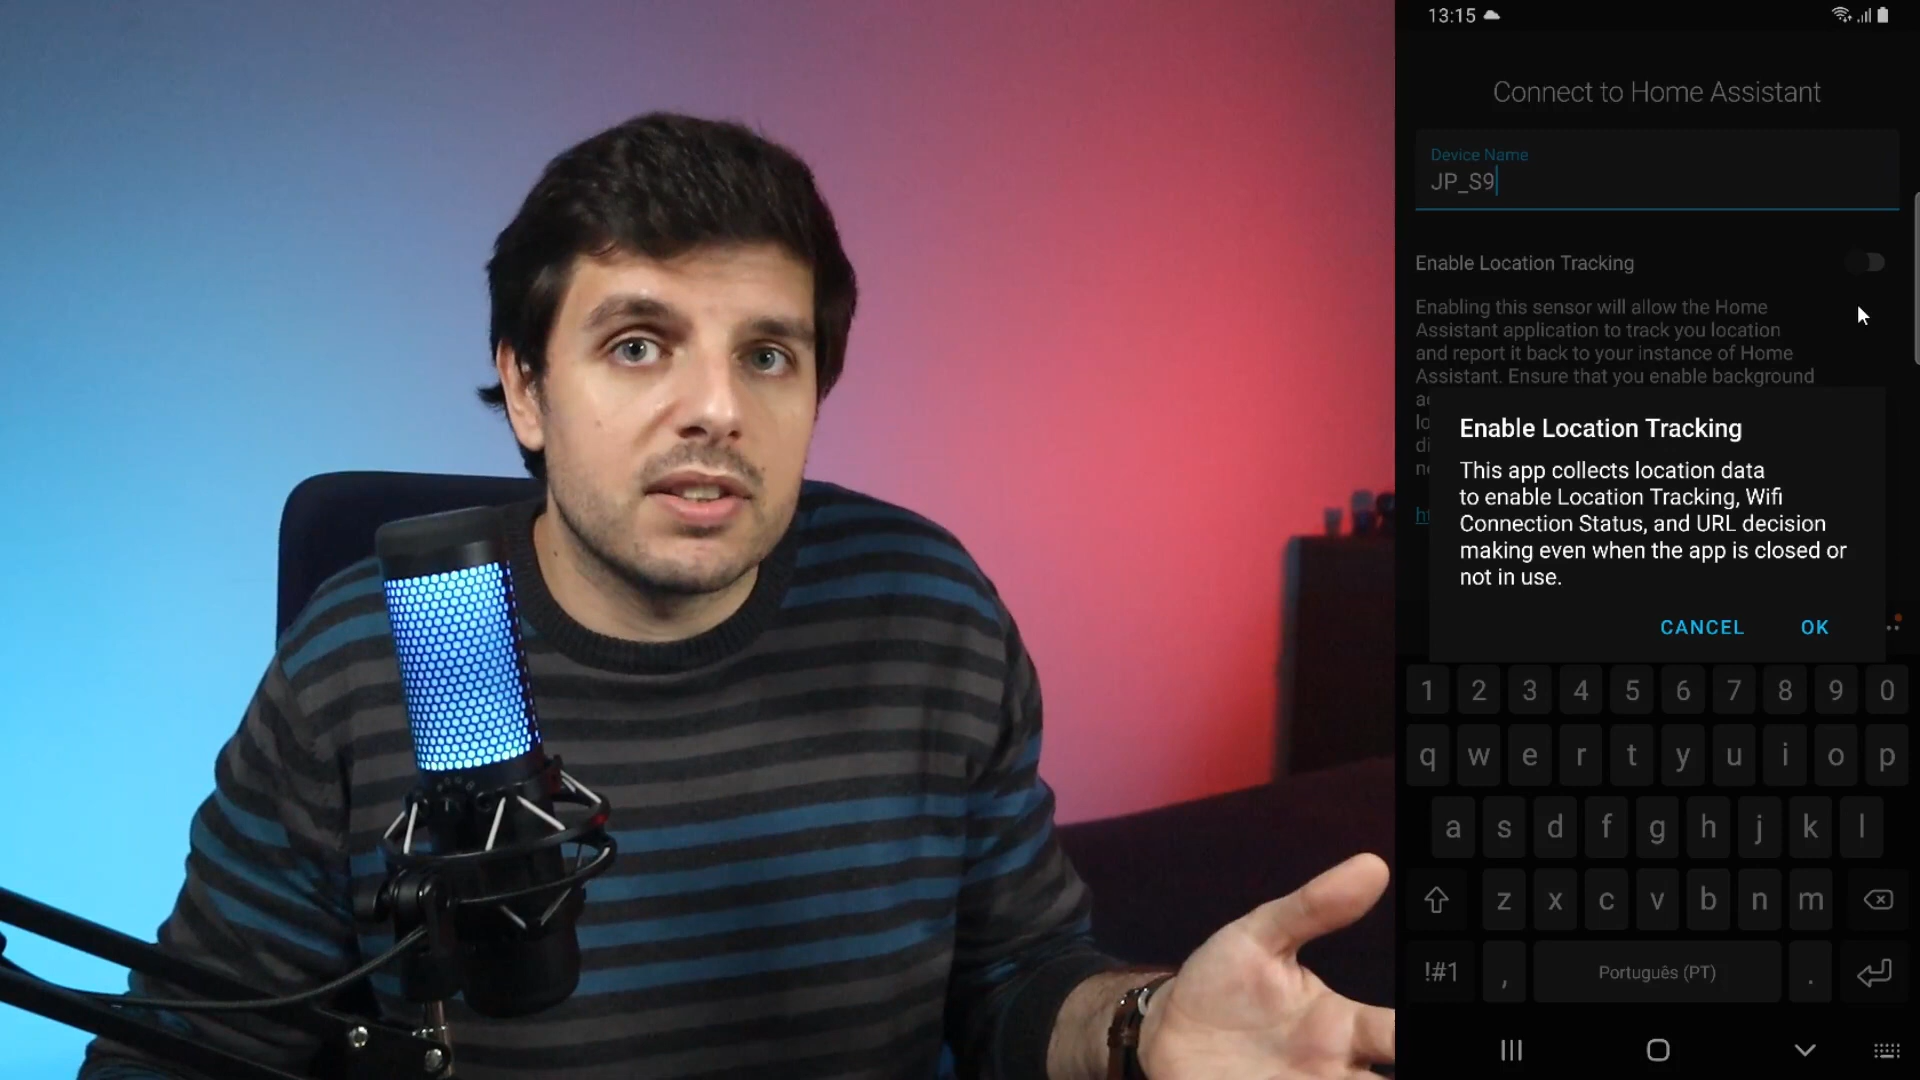 13:15
Connect to Home Assistant
Device Name
JP_S9
Enable Location Tracking
Enabling this sensor will allow the Home
Assistant application to track you location
and report it back to your instance of Home
Assistant. Ensure that you enable background
Enable Location Tracking
This app collects location data
to enable Location Tracking, Wifi
Connection Status, and URL decision
making even when the app is closed or
not in use.
CANCEL OK
1 2 3 4 5 6 7 8 9 0
q w e r t y u i o p
a s d f g h j k l
z x c v b n m
!#1 , Português (PT) .